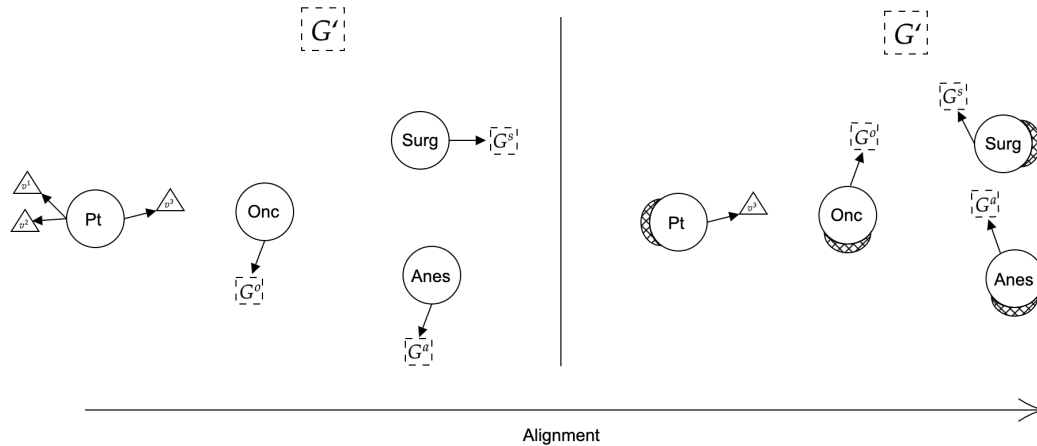 G‘
Surg
Gˢ
v¹
v²
Pt
v³
Onc
Gᵒ
Anes
Gᵃ
G‘
Gˢ
Surg
Gᵒ
v³
Pt
Onc
Gᵃ
Anes
Alignment